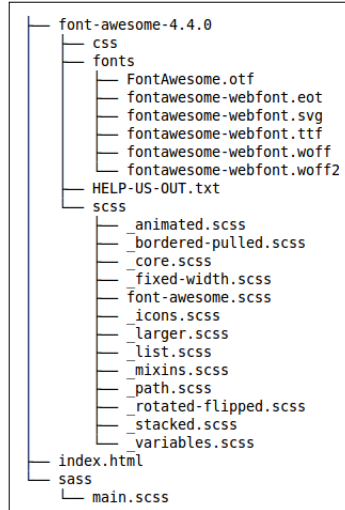 font-awesome-4.4.0
css
fonts
FontAwesome.otf
fontawesome-webfont.eot
fontawesome-webfont.svg
fontawesome-webfont.ttf
fontawesome-webfont.woff
fontawesome-webfont.woff2
HELP-US-OUT.txt
scss
_animated.scss
_bordered-pulled.scss
_core.scss
_fixed-width.scss
font-awesome.scss
_icons.scss
_larger.scss
_list.scss
_mixins.scss
_path.scss
_rotated-flipped.scss
_stacked.scss
_variables.scss
index.html
sass
main.scss